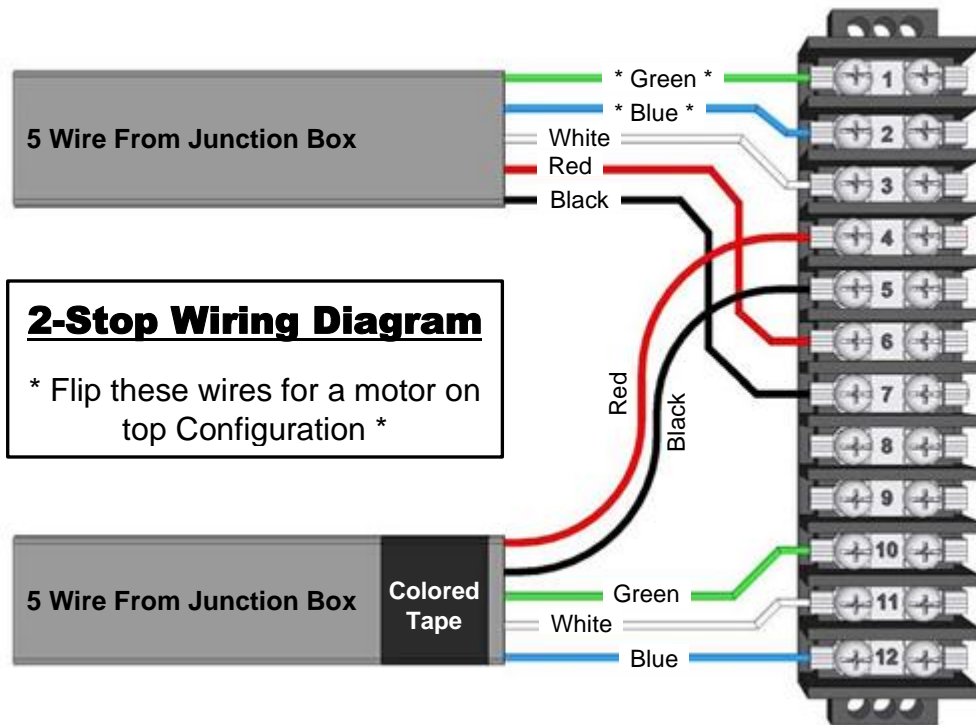 * Green *
* Blue *
5 Wire From Junction Box
White
Red
Black
2-Stop Wiring Diagram
* Flip these wires for a motor on
top Configuration *
Red
Black
5 Wire From Junction Box
Colored
Tape
Green
White
Blue
1
2
3
4
5
6
7
8
9
10
11
12